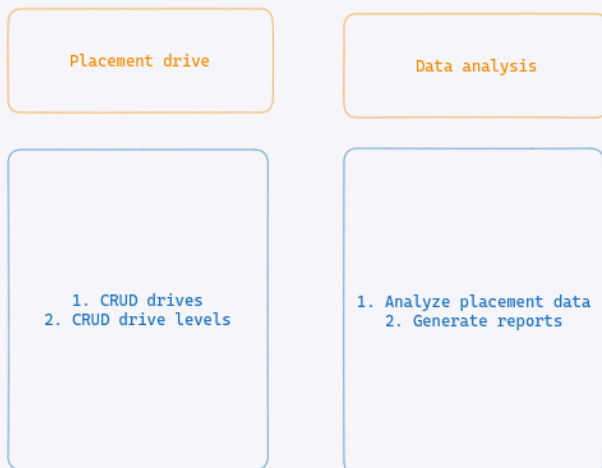 Placement drive
Data analysis
1. CRUD drives
2. CRUD drive levels
1. Analyze placement data
2. Generate reports